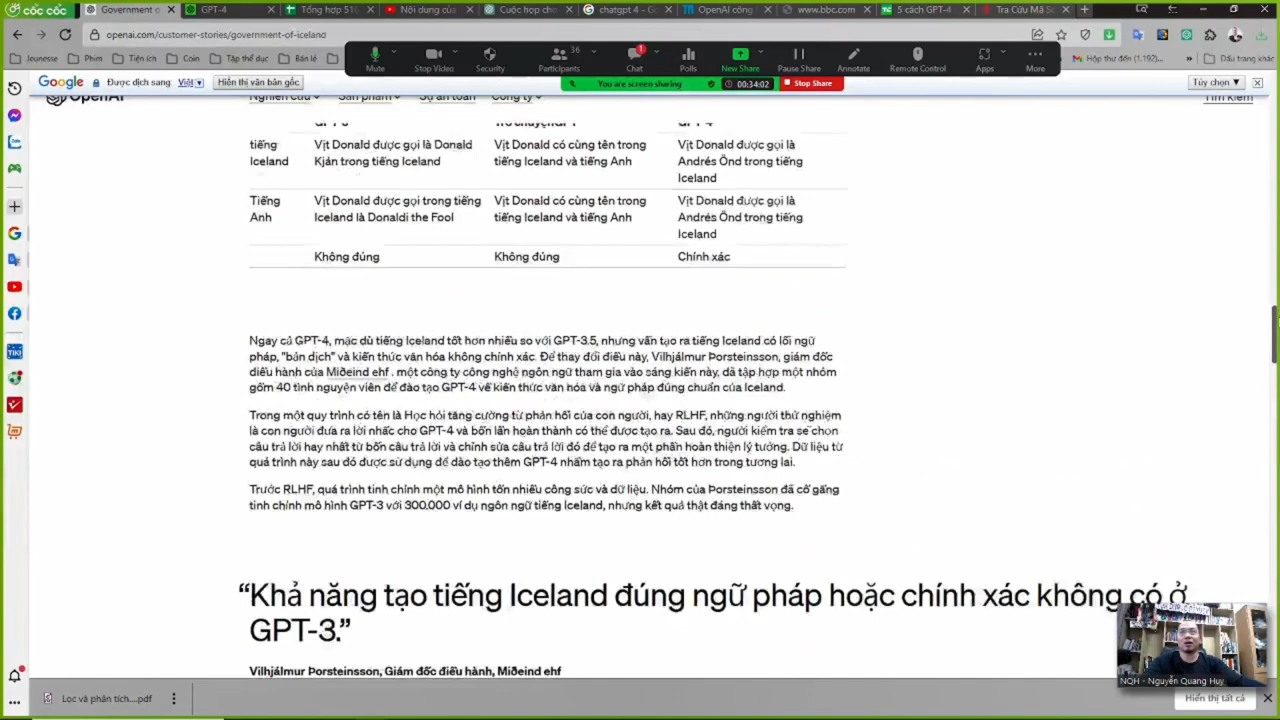 cốc cốc
Government o
GPT-4
Tổng hợp 516
Nội dung của
Cuộc họp cho
chatgpt 4 - G
OpenAI công
www.bbc.com
5 cách GPT-4
Tra Cứu Mã S
openai.com/customer-stories/government-of-iceland
Jeunesse
Phim
Tiện ích
Coin
Tập thể dục
Bán lẻ
Hộp thư đến (1.192...
Dấu trang khác
Mute
Stop Video
Security
Participants
36
Chat
1
Polls
New Share
Pause Share
Annotate
Remote Control
Apps
More
You are screen sharing
00:34:02
Stop Share
Google
Được dịch sang:
Việt
Hiển thị văn bản gốc
Tùy chọn ▼
OpenAI
Nghiên cứu
Sản phẩm
Sự an toàn
Công ty
Tìm kiếm
tiếng Iceland
Vịt Donald được gọi là Donald
Kján trong tiếng Iceland
Vịt Donald có cùng tên trong
tiếng Iceland và tiếng Anh
Vịt Donald được gọi là
Andrés Önd trong tiếng
Iceland
Tiếng Anh
Vịt Donald được gọi trong tiếng
Iceland là Donaldi the Fool
Vịt Donald có cùng tên trong
tiếng Iceland và tiếng Anh
Vịt Donald được gọi là
Andrés Önd trong tiếng
Iceland
Không đúng
Không đúng
Chính xác
Ngay cả GPT-4, mặc dù tiếng Iceland tốt hơn nhiều so với GPT-3.5, nhưng vẫn tạo ra tiếng Iceland có lỗi ngữ
pháp, "bản dịch" và kiến thức văn hóa không chính xác. Để thay đổi điều này, Vilhjálmur Þorsteinsson, giám đốc
điều hành của Miðeind ehf , một công ty công nghệ ngôn ngữ tham gia vào sáng kiến này, đã tập hợp một nhóm
gồm 40 tình nguyện viên để đào tạo GPT-4 về kiến thức văn hóa và ngữ pháp đúng chuẩn của Iceland.
Trong một quy trình có tên là Học hỏi tăng cường từ phản hồi của con người, hay RLHF, những người thử nghiệm
là con người đưa ra lời nhắc cho GPT-4 và bốn lần hoàn thành có thể được tạo ra. Sau đó, người kiểm tra sẽ chọn
câu trả lời hay nhất từ bốn câu trả lời và chỉnh sửa câu trả lời đó để tạo ra một phần hoàn thiện lý tưởng. Dữ liệu từ
quá trình này sau đó được sử dụng để đào tạo thêm GPT-4 nhằm tạo ra phản hồi tốt hơn trong tương lai.
Trước RLHF, quá trình tinh chỉnh một mô hình tốn nhiều công sức và dữ liệu. Nhóm của Þorsteinsson đã cố gắng
tinh chỉnh mô hình GPT-3 với 300.000 ví dụ ngôn ngữ tiếng Iceland, nhưng kết quả thật đáng thất vọng.
“Khả năng tạo tiếng Iceland đúng ngữ pháp hoặc chính xác không có ở
GPT-3.”
Vilhjálmur Þorsteinsson, Giám đốc điều hành, Miðeind ehf
NQH - Nguyễn Quang Huy
Lọc và phân tích....pdf
Hiển thị tất cả